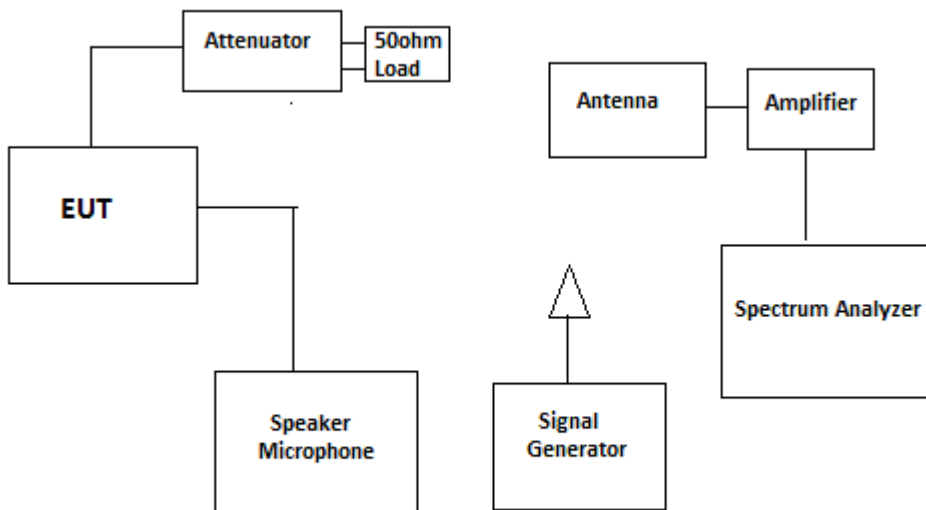 Attenuator
50ohm
Load
Antenna
Amplifier
EUT
Spectrum Analyzer
Speaker
Microphone
Signal
Generator